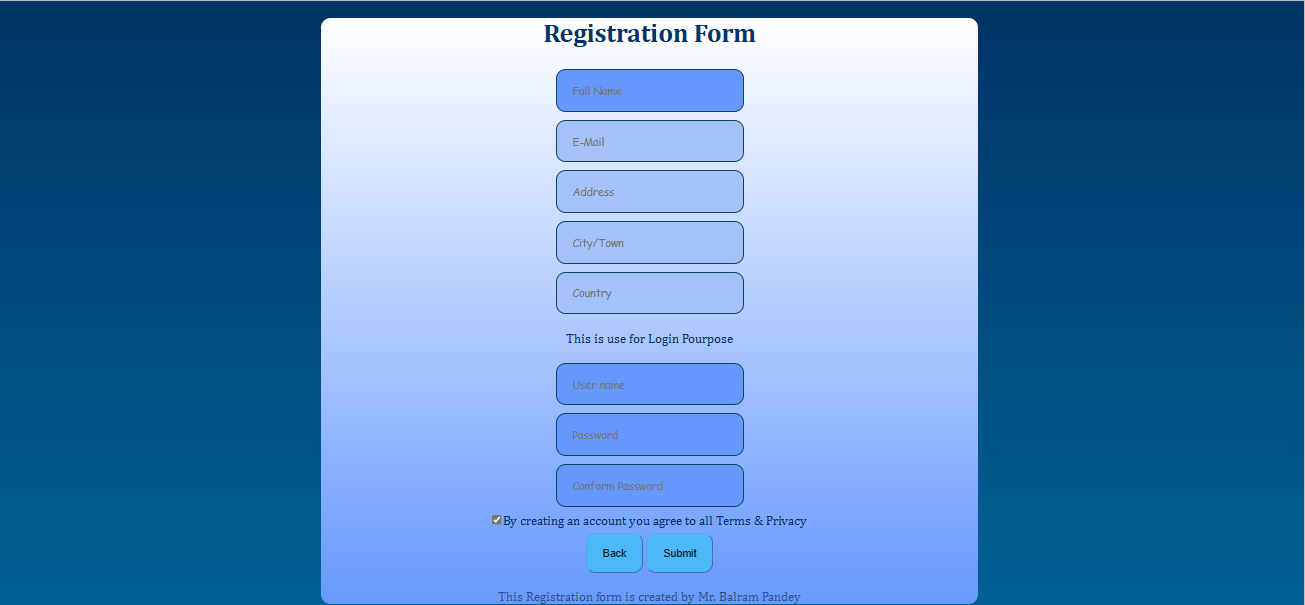 Registration Form
Full Name
E-Mail
Address
City/Town
Country
This is use for Login Pourpose
User name
Password
Conform Password
By creating an account you agree to all Terms & Privacy
Back Submit
This Registration form is created by Mr. Balram Pandey